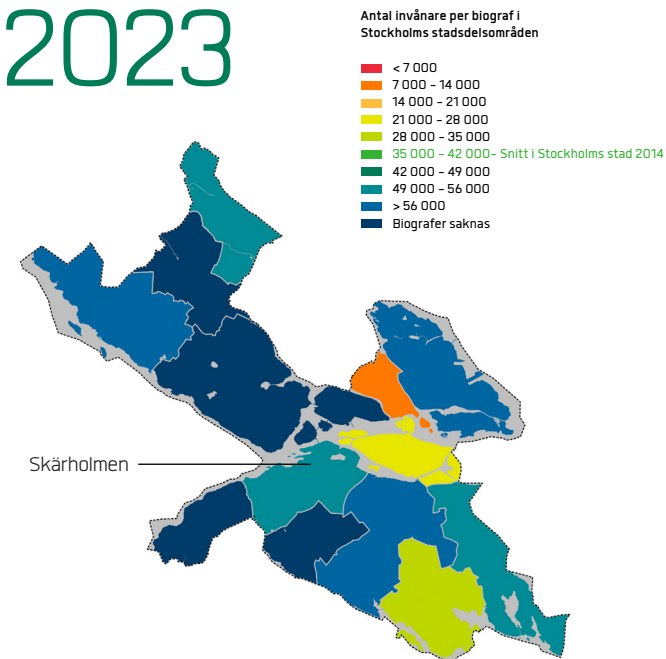 2023
Antal invånare per biograf i
Stockholms stadsdelsområden
< 7 000
7 000 – 14 000
14 000 – 21 000
21 000 – 28 000
28 000 – 35 000
35 000 – 42 000– Snitt i Stockholms stad 2014
42 000 – 49 000
49 000 – 56 000
> 56 000
Biografer saknas
Skärholmen